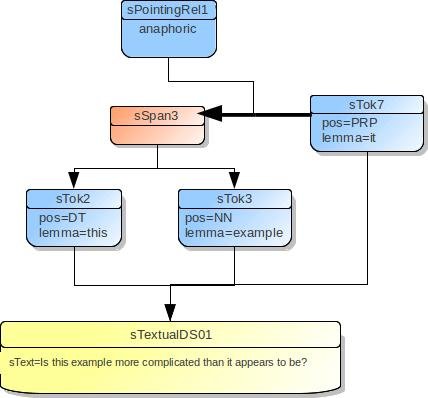 sPointingRel1
anaphoric
sSpan3
sTok7
pos=PRP
lemma=it
sTok2
pos=DT
lemma=this
sTok3
pos=NN
lemma=example
sTextualDS01
sText=Is this example more complicated than it appears to be?